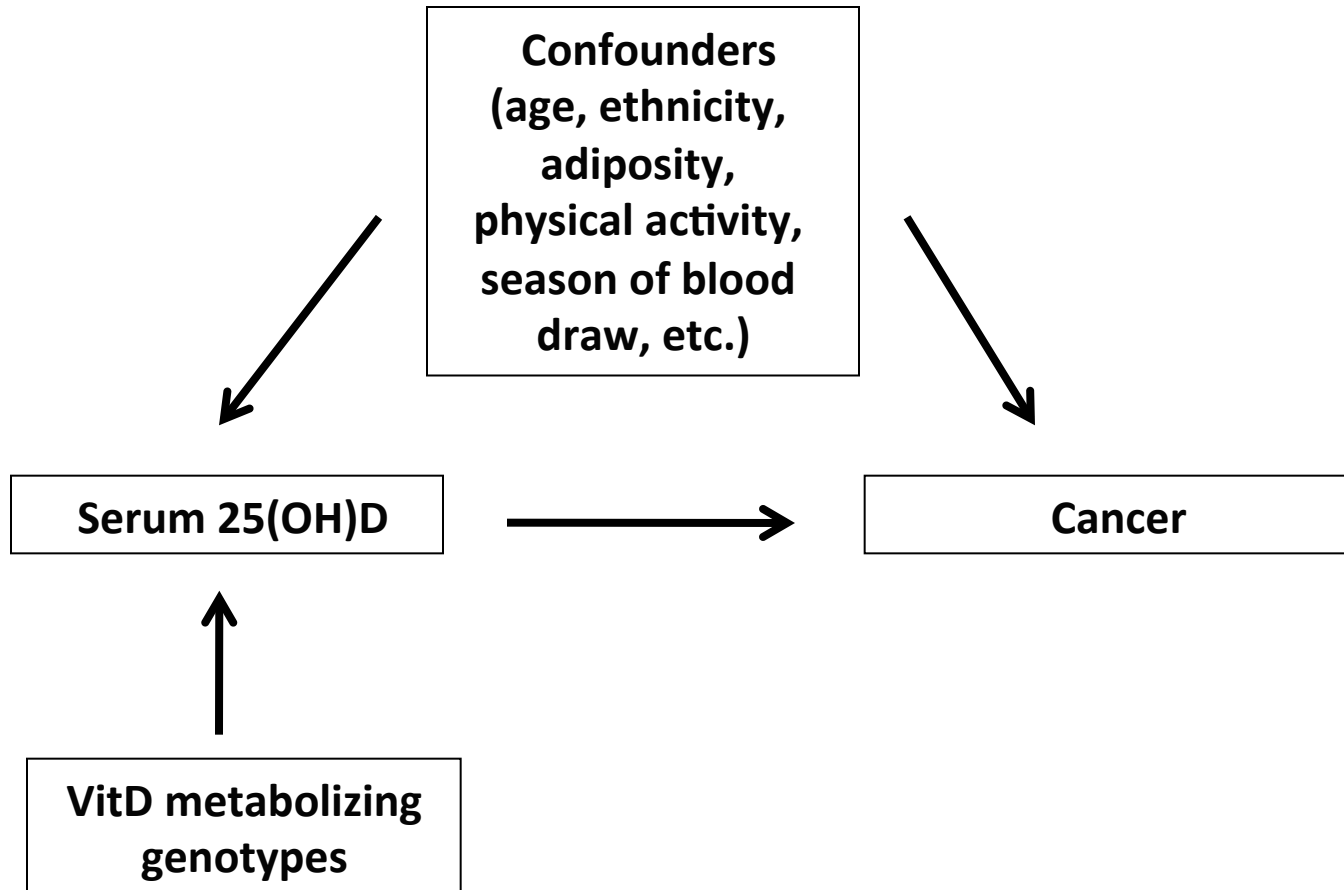 Confounders
(age, ethnicity,
adiposity,
physical activity,
season of blood
draw, etc.)
Serum 25(OH)D
Cancer
VitD metabolizing
genotypes